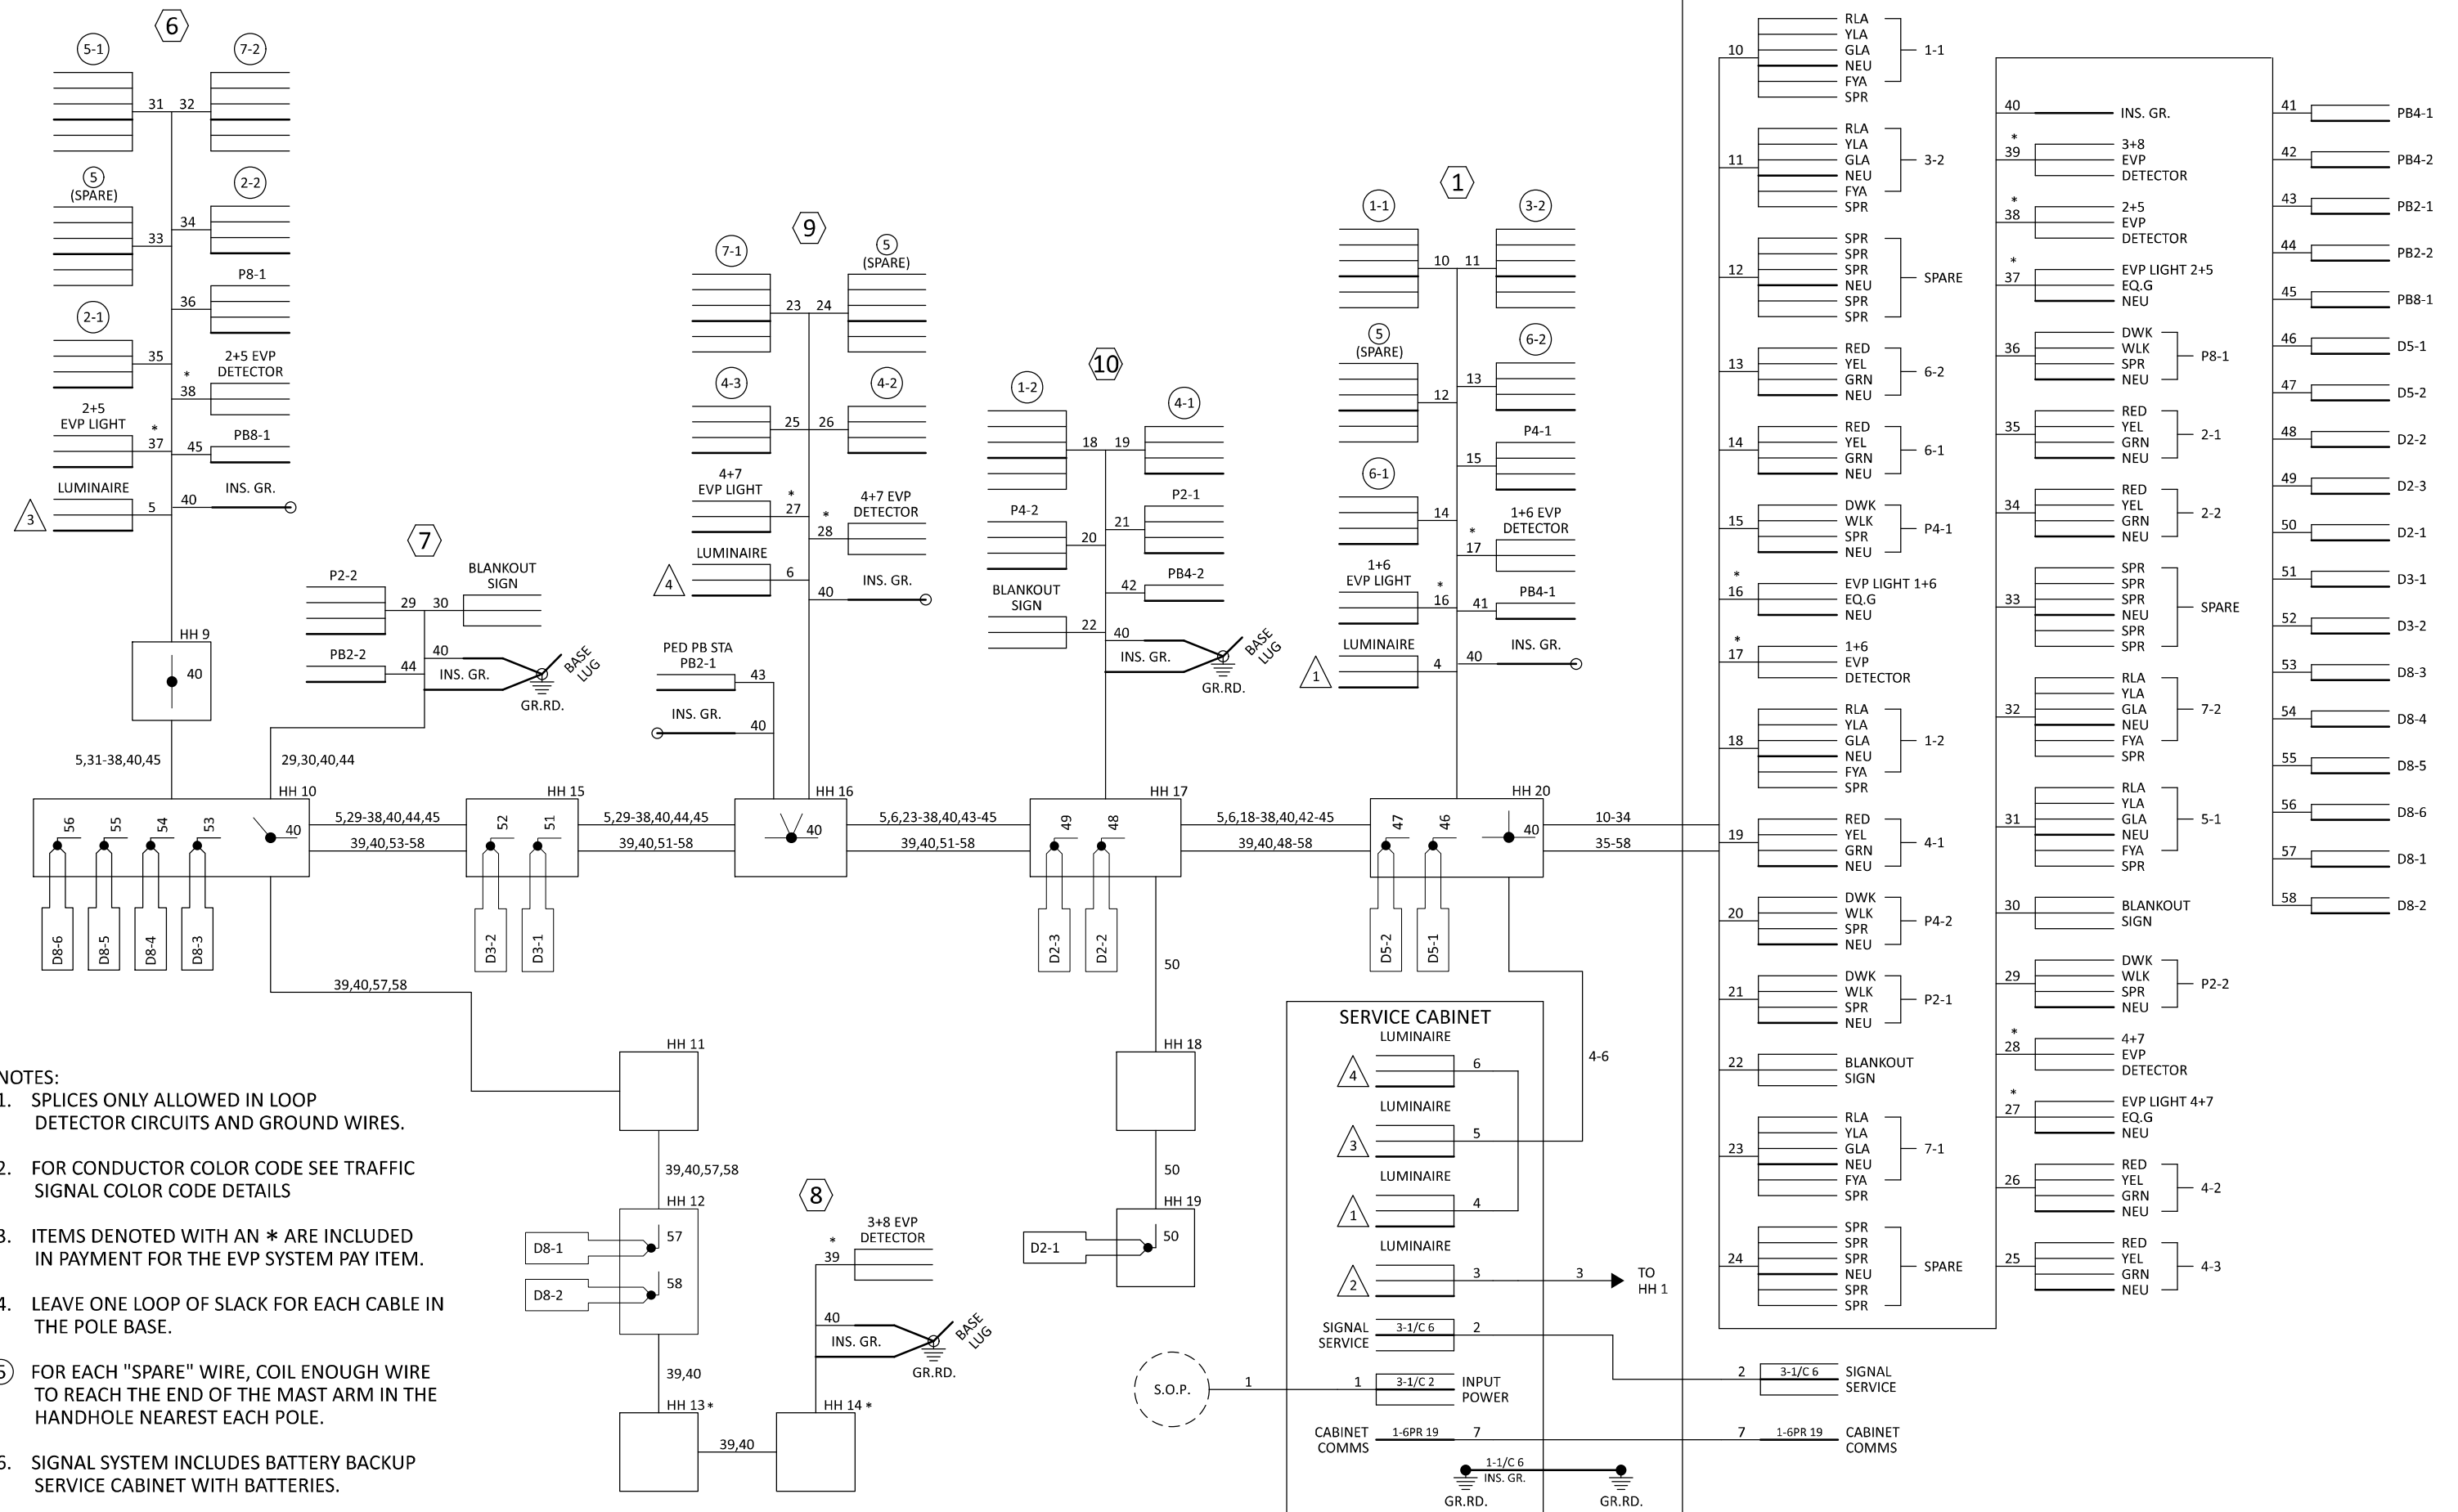 6
5-1
7-2
31 32
5
(SPARE)
2-2
34
33
P8-1
36
2-1
35
2+5 EVP
DETECTOR
*
38
2+5
EVP LIGHT
*
37
PB8-1
45
LUMINAIRE
3
5
40
INS. GR.
HH 9
40
5,31-38,40,45
7
P2-2
29 30
BLANKOUT
SIGN
PB2-2
44
40
INS. GR.
BASE
LUG
GR.RD.
29,30,40,44
9
7-1
5
(SPARE)
23 24
4-3
4-2
25 26
4+7
EVP LIGHT
*
27
4+7 EVP
DETECTOR
*
28
LUMINAIRE
4
6
40
INS. GR.
PED PB STA
PB2-1
43
INS. GR.
40
10
1-2
4-1
18 19
P4-2
20
P2-1
21
PB4-2
42
BLANKOUT
SIGN
22
40
INS. GR.
BASE
LUG
GR.RD.
1
1-1
3-2
10 11
5
(SPARE)
12
6-2
13
P4-1
15
6-1
14
1+6 EVP
DETECTOR
*
17
1+6
EVP LIGHT
*
16
PB4-1
41
LUMINAIRE
1
4
40
INS. GR.
HH 10
56
55
54
53
40
D8-6
D8-5
D8-4
D8-3
5,29-38,40,44,45
39,40,53-58
HH 15
52
51
D3-2
D3-1
5,29-38,40,44,45
39,40,51-58
HH 16
40
5,6,23-38,40,43-45
39,40,51-58
HH 17
49
48
D2-3
D2-2
5,6,18-38,40,42-45
39,40,48-58
HH 20
47
46
40
D5-2
D5-1
10-34
35-58
39,40,57,58
HH 11
39,40,57,58
HH 12
57
58
D8-1
D8-2
39,40
HH 13*
39,40
HH 14*
8
3+8 EVP
DETECTOR
*
39
40
INS. GR.
BASE
LUG
GR.RD.
50
HH 18
50
HH 19
50
D2-1
SERVICE CABINET
LUMINAIRE
4
6
LUMINAIRE
3
5
LUMINAIRE
1
4
LUMINAIRE
2
3
3
TO
HH 1
4-6
SIGNAL
SERVICE
3-1/C 6
2
S.O.P.
1
1
3-1/C 2
INPUT
POWER
CABINET
COMMS
1-6PR 19
7
1-1/C 6
INS. GR.
GR.RD.
GR.RD.
2
3-1/C 6
SIGNAL
SERVICE
7
1-6PR 19
CABINET
COMMS
NOTES:
1. SPLICES ONLY ALLOWED IN LOOP
DETECTOR CIRCUITS AND GROUND WIRES.
2. FOR CONDUCTOR COLOR CODE SEE TRAFFIC
SIGNAL COLOR CODE DETAILS
3. ITEMS DENOTED WITH AN * ARE INCLUDED
IN PAYMENT FOR THE EVP SYSTEM PAY ITEM.
4. LEAVE ONE LOOP OF SLACK FOR EACH CABLE IN
THE POLE BASE.
5 FOR EACH "SPARE" WIRE, COIL ENOUGH WIRE
TO REACH THE END OF THE MAST ARM IN THE
HANDHOLE NEAREST EACH POLE.
6. SIGNAL SYSTEM INCLUDES BATTERY BACKUP
SERVICE CABINET WITH BATTERIES.
10
RLA
YLA
GLA
NEU
FYA
SPR
1-1
11
RLA
YLA
GLA
NEU
FYA
SPR
3-2
12
SPR
SPR
SPR
NEU
SPR
SPR
SPARE
13
RED
YEL
GRN
NEU
6-2
14
RED
YEL
GRN
NEU
6-1
15
DWK
WLK
SPR
NEU
P4-1
*
16
EVP LIGHT 1+6
EQ.G
NEU
*
17
1+6
EVP
DETECTOR
18
RLA
YLA
GLA
NEU
FYA
SPR
1-2
19
RED
YEL
GRN
NEU
4-1
20
DWK
WLK
SPR
NEU
P4-2
21
DWK
WLK
SPR
NEU
P2-1
22
BLANKOUT
SIGN
23
RLA
YLA
GLA
NEU
FYA
SPR
7-1
24
SPR
SPR
SPR
NEU
SPR
SPR
SPARE
40
INS. GR.
*
39
3+8
EVP
DETECTOR
*
38
2+5
EVP
DETECTOR
*
37
EVP LIGHT 2+5
EQ.G
NEU
36
DWK
WLK
SPR
NEU
P8-1
35
RED
YEL
GRN
NEU
2-1
34
RED
YEL
GRN
NEU
2-2
33
SPR
SPR
SPR
NEU
SPR
SPR
SPARE
32
RLA
YLA
GLA
NEU
FYA
SPR
7-2
31
RLA
YLA
GLA
NEU
FYA
SPR
5-1
30
BLANKOUT
SIGN
29
DWK
WLK
SPR
NEU
P2-2
*
28
4+7
EVP
DETECTOR
*
27
EVP LIGHT 4+7
EQ.G
NEU
26
RED
YEL
GRN
NEU
4-2
25
RED
YEL
GRN
NEU
4-3
41 PB4-1
42 PB4-2
43 PB2-1
44 PB2-2
45 PB8-1
46 D5-1
47 D5-2
48 D2-2
49 D2-3
50 D2-1
51 D3-1
52 D3-2
53 D8-3
54 D8-4
55 D8-5
56 D8-6
57 D8-1
58 D8-2